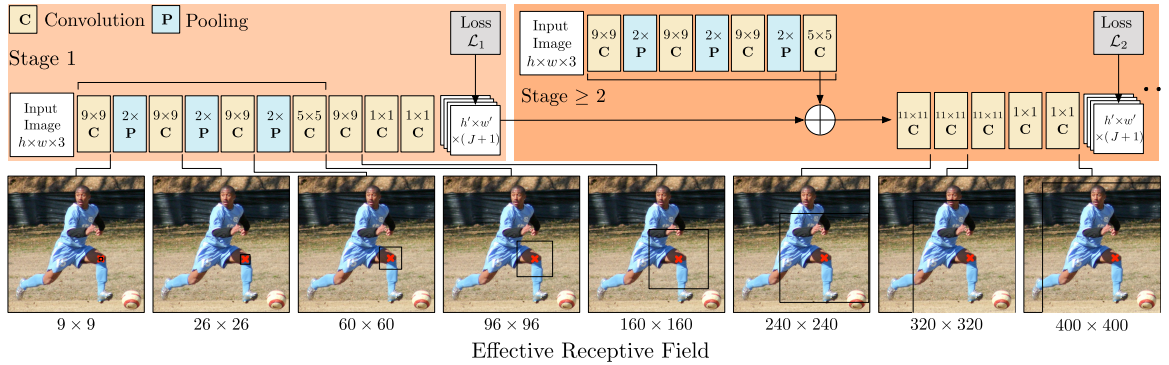 C Convolution P Pooling
Stage 1
Loss
L₁
Input
Image
h×w×3
9×9
C
2×
P
9×9
C
2×
P
9×9
C
2×
P
5×5
C
9×9
C
1×1
C
1×1
C
h′×w′
×(J+1)
Input
Image
h×w×3
9×9
C
2×
P
9×9
C
2×
P
9×9
C
2×
P
5×5
C
Stage ≥ 2
Loss
L₂
11×11
C
11×11
C
11×11
C
1×1
C
1×1
C
h′×w′
×(J+1)
9 × 9
26 × 26
60 × 60
96 × 96
160 × 160
240 × 240
320 × 320
400 × 400
Effective Receptive Field